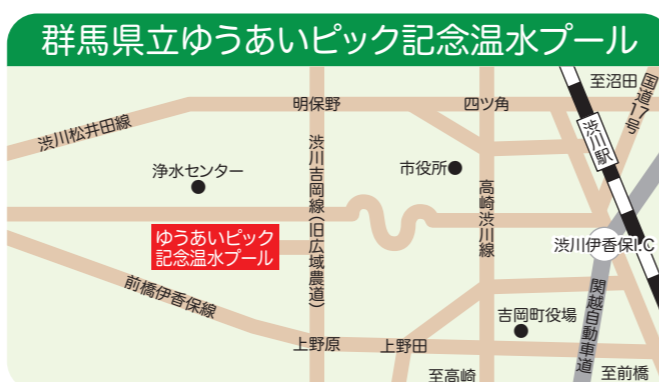 群馬県立ゆうあいピック記念温水プール
至沼田
国道17号
明保野
四ツ角
渋川松井田線
渋川駅
浄水センター
市役所
渋川吉岡線(旧広域農道)
高崎渋川線
ゆうあいピック
記念温水プール
渋川伊香保I.C
前橋伊香保線
関越自動車道
吉岡町役場
上野原
上野田
至高崎
至前橋